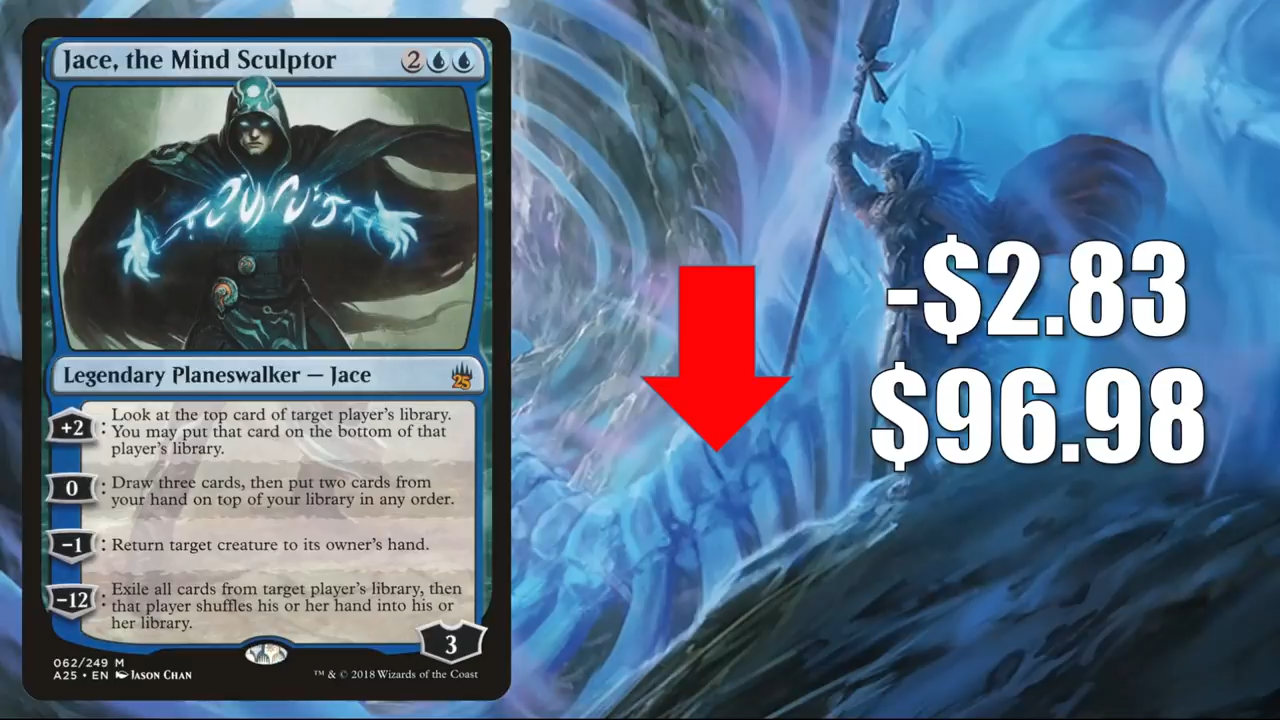 Jace, the Mind Sculptor 2
Legendary Planeswalker — Jace 25
+2 : Look at the top card of target player's library.
You may put that card on the bottom of that
player's library.
0 : Draw three cards, then put two cards from
your hand on top of your library in any order.
−1 : Return target creature to its owner's hand.
−12 : Exile all cards from target player's library, then
that player shuffles his or her hand into his or
her library.
3
062/249 M
A25 • EN Jason Chan
™ & © 2018 Wizards of the Coast
-$2.83
$96.98